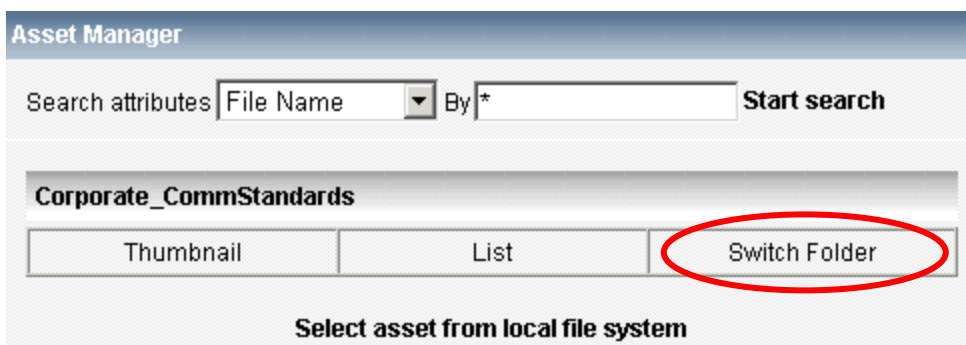 Asset Manager
Search attributes File Name By * Start search
Corporate_CommStandards
Thumbnail List Switch Folder
Select asset from local file system